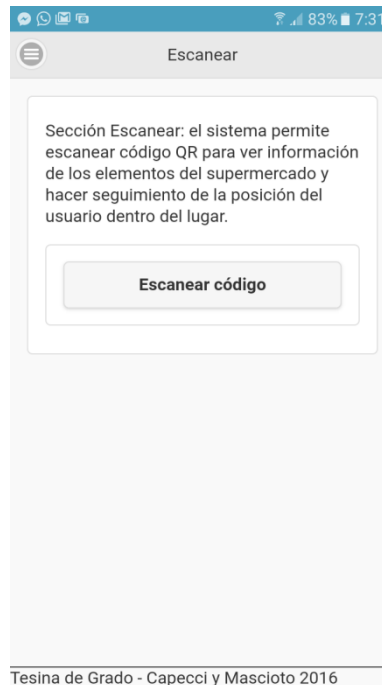 83% 7:31
Escanear
Sección Escanear: el sistema permite
escanear código QR para ver información
de los elementos del supermercado y
hacer seguimiento de la posición del
usuario dentro del lugar.
Escanear código
Tesina de Grado - Capecci y Mascioto 2016